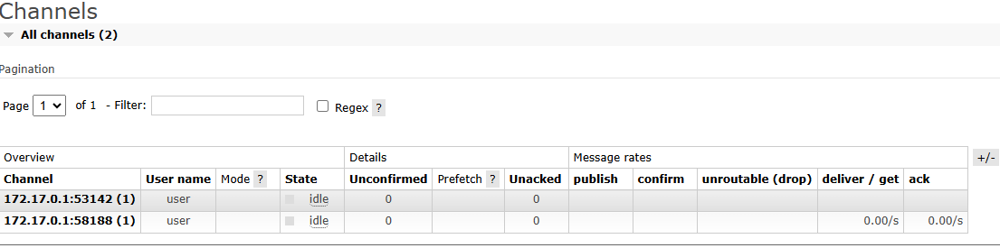 Channels
All channels (2)
Pagination
Page 1 of 1 - Filter: Regex ?
Overview Details Message rates +/-
Channel User name Mode ? State Unconfirmed Prefetch ? Unacked publish confirm unroutable (drop) deliver / get ack
172.17.0.1:53142 (1) user idle 0 0
172.17.0.1:58188 (1) user idle 0 0 0.00/s 0.00/s